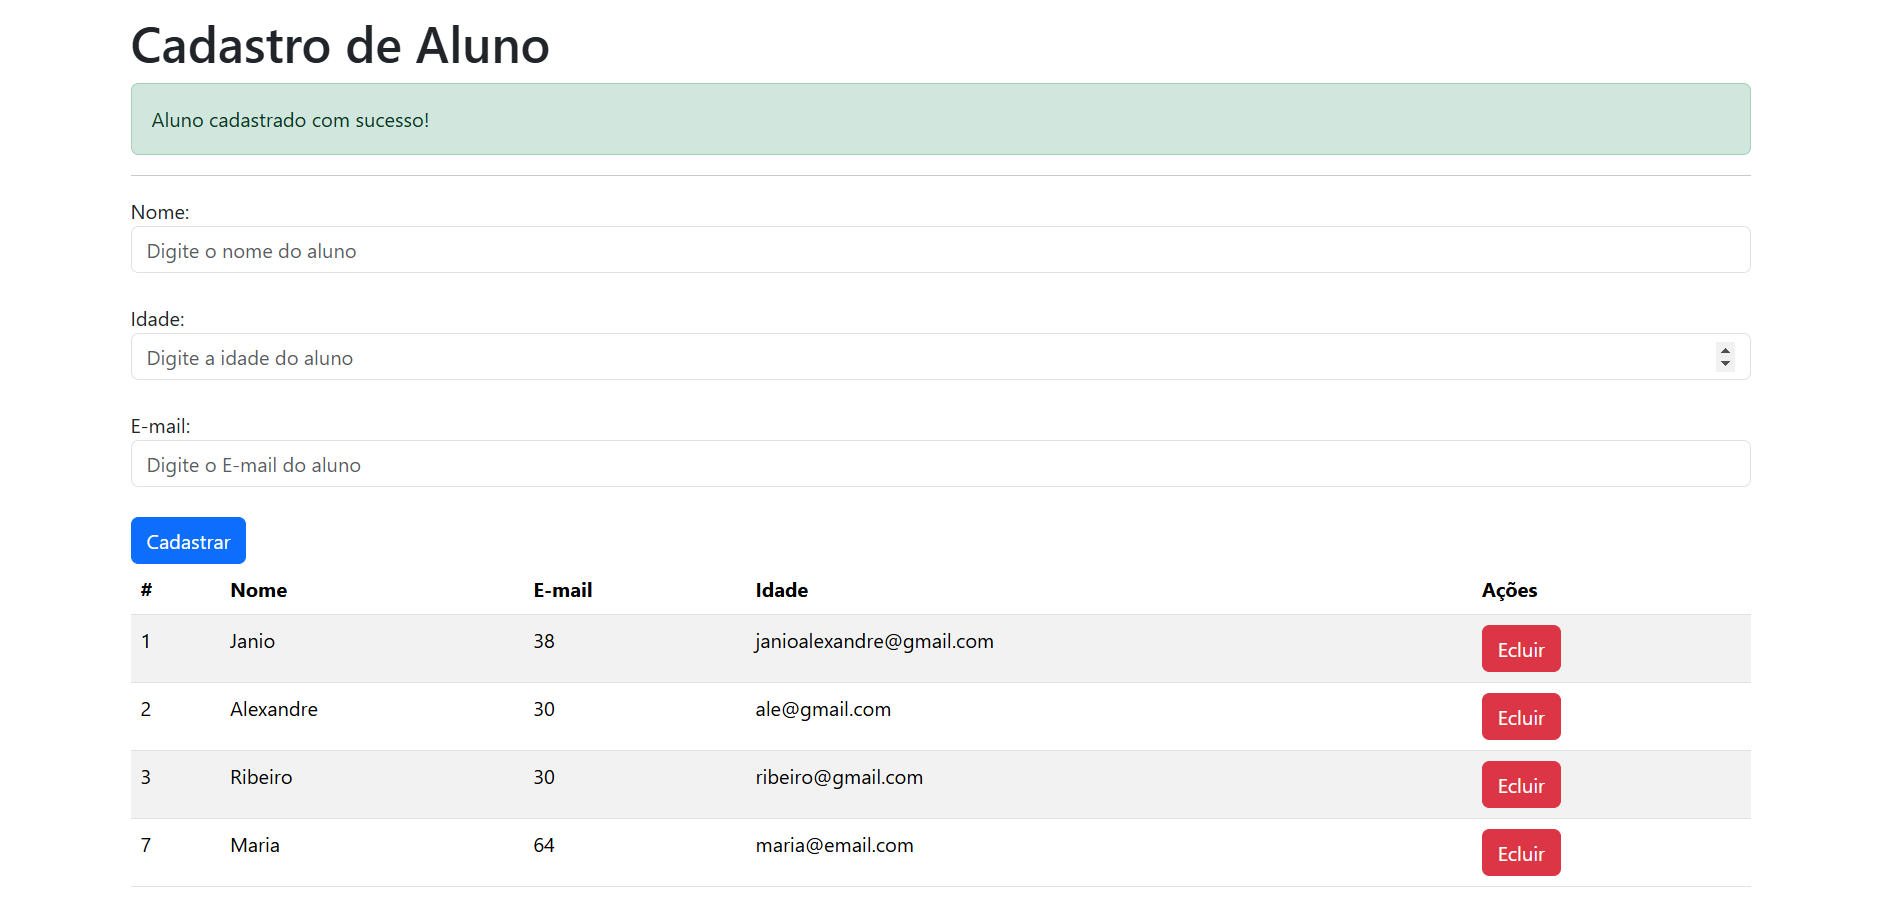 Cadastro de Aluno
Aluno cadastrado com sucesso!
Nome:
Digite o nome do aluno
Idade:
Digite a idade do aluno
E-mail:
Digite o E-mail do aluno
Cadastrar
# Nome E-mail Idade Ações
1 Janio 38 janioalexandre@gmail.com Ecluir
2 Alexandre 30 ale@gmail.com Ecluir
3 Ribeiro 30 ribeiro@gmail.com Ecluir
7 Maria 64 maria@email.com Ecluir